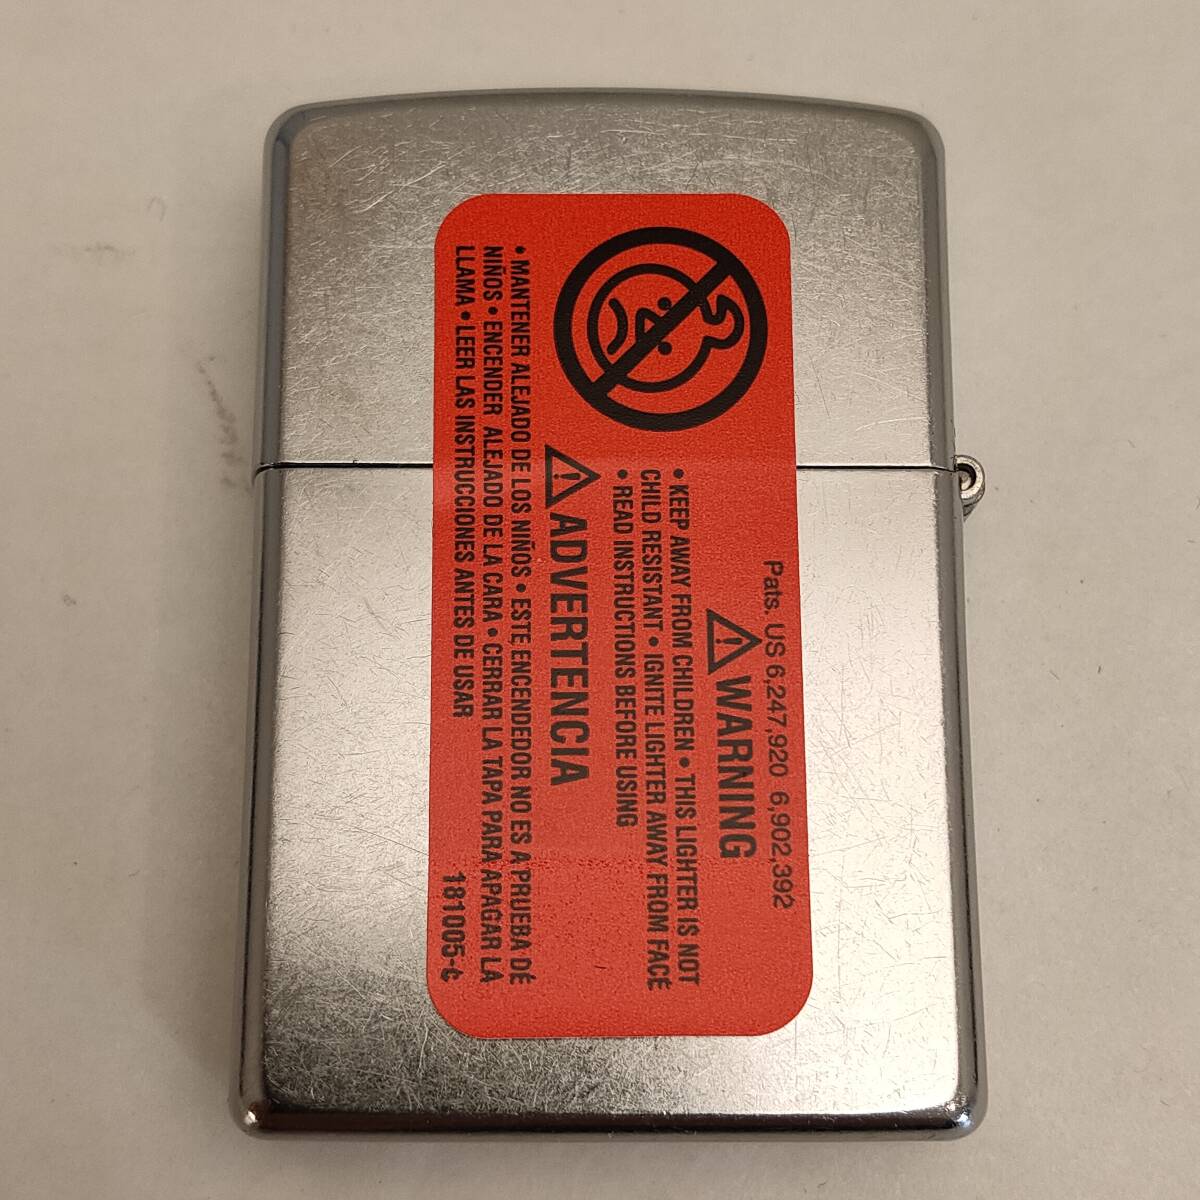 Pats. US 6,247,920 6,902,392
⚠ WARNING
• KEEP AWAY FROM CHILDREN • THIS LIGHTER IS NOT
CHILD RESISTANT • IGNITE LIGHTER AWAY FROM FACE
• READ INSTRUCTIONS BEFORE USING
⚠ ADVERTENCIA
• MANTENER ALEJADO DE LOS NIÑOS • ESTE ENCENDEDOR NO ES A PRUEBA DE
NIÑOS • ENCENDER ALEJADO DE LA CARA • CERRAR LA TAPA PARA APAGAR LA
LLAMA • LEER LAS INSTRUCCIONES ANTES DE USAR
181005-c